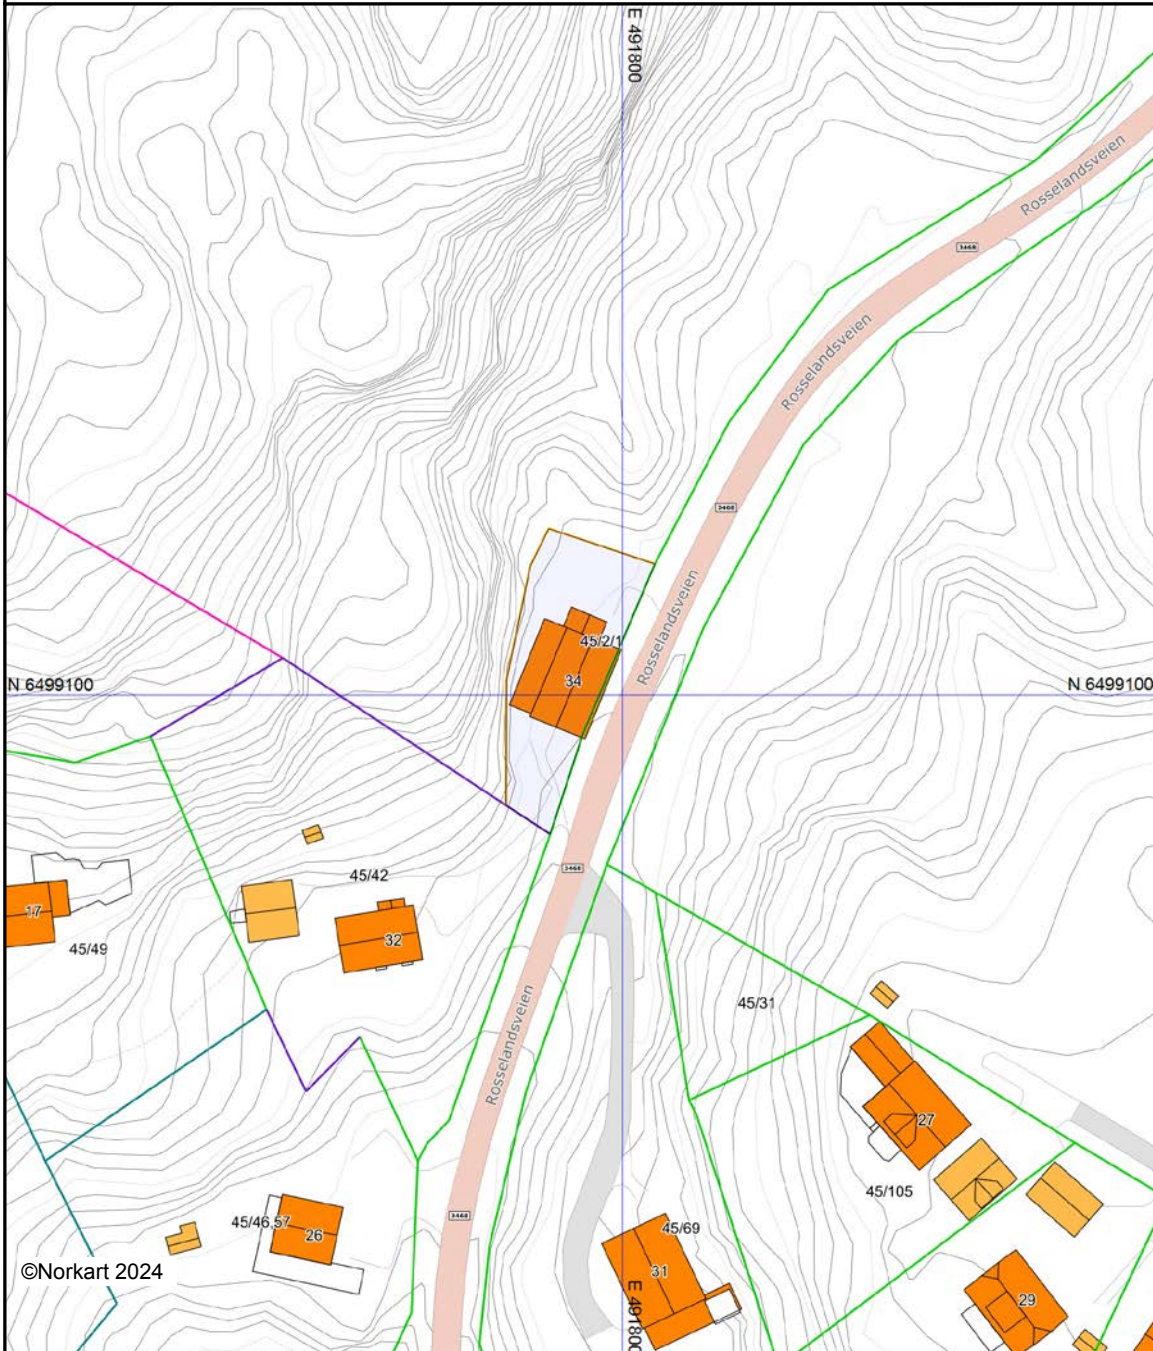 E 491800
Rosselandsveien
3468
Rosselandsveien
3468
Rosselandsveien
45/2/1
34
N 6499100
N 6499100
3468
45/42
17
32
45/49
45/31
Rosselandsveien
27
45/105
3468
45/46,57
26
45/69
31
29
©Norkart 2024
E 491800